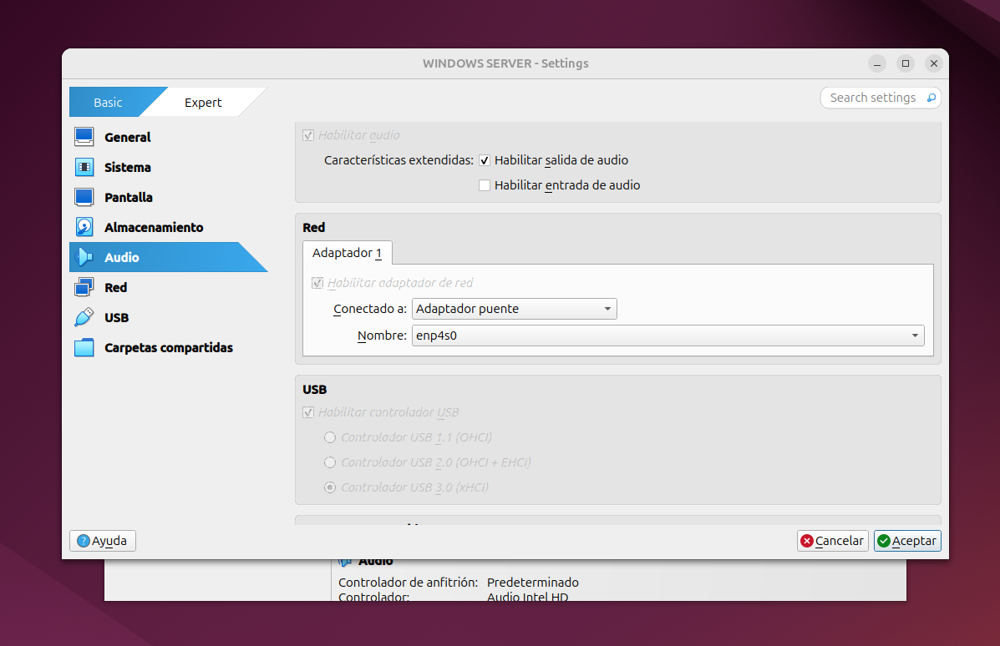 WINDOWS SERVER - Settings
Basic
Expert
Search settings
General
Sistema
Pantalla
Almacenamiento
Audio
Red
USB
Carpetas compartidas
Habilitar audio
Características extendidas: Habilitar salida de audio
Habilitar entrada de audio
Red
Adaptador 1
Habilitar adaptador de red
Conectado a: Adaptador puente
Nombre: enp4s0
USB
Habilitar controlador USB
Controlador USB 1.1 (OHCI)
Controlador USB 2.0 (OHCI + EHCI)
Controlador USB 3.0 (xHCI)
Ayuda
Cancelar
Aceptar
Audio
Controlador de anfitrión: Predeterminado
Controlador: Audio Intel HD